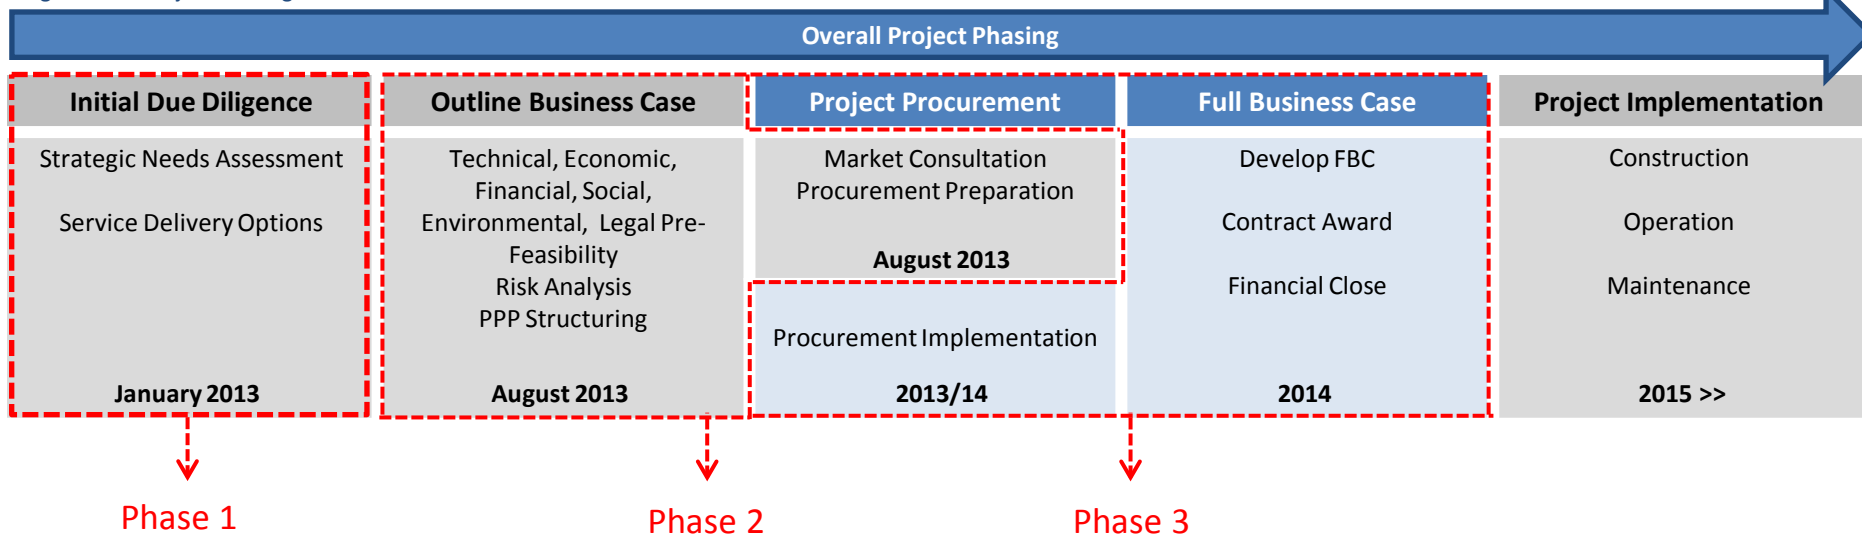 Overall Project Phasing
Initial Due Diligence
Strategic Needs Assessment
Service Delivery Options
January 2013
Outline Business Case
Technical, Economic,
Financial, Social,
Environmental, Legal Pre-
Feasibility
Risk Analysis
PPP Structuring
August 2013
Project Procurement
Market Consultation
Procurement Preparation
August 2013
Procurement Implementation
2013/14
Full Business Case
Develop FBC
Contract Award
Financial Close
2014
Project Implementation
Construction
Operation
Maintenance
2015 >>
Phase 1
Phase 2
Phase 3